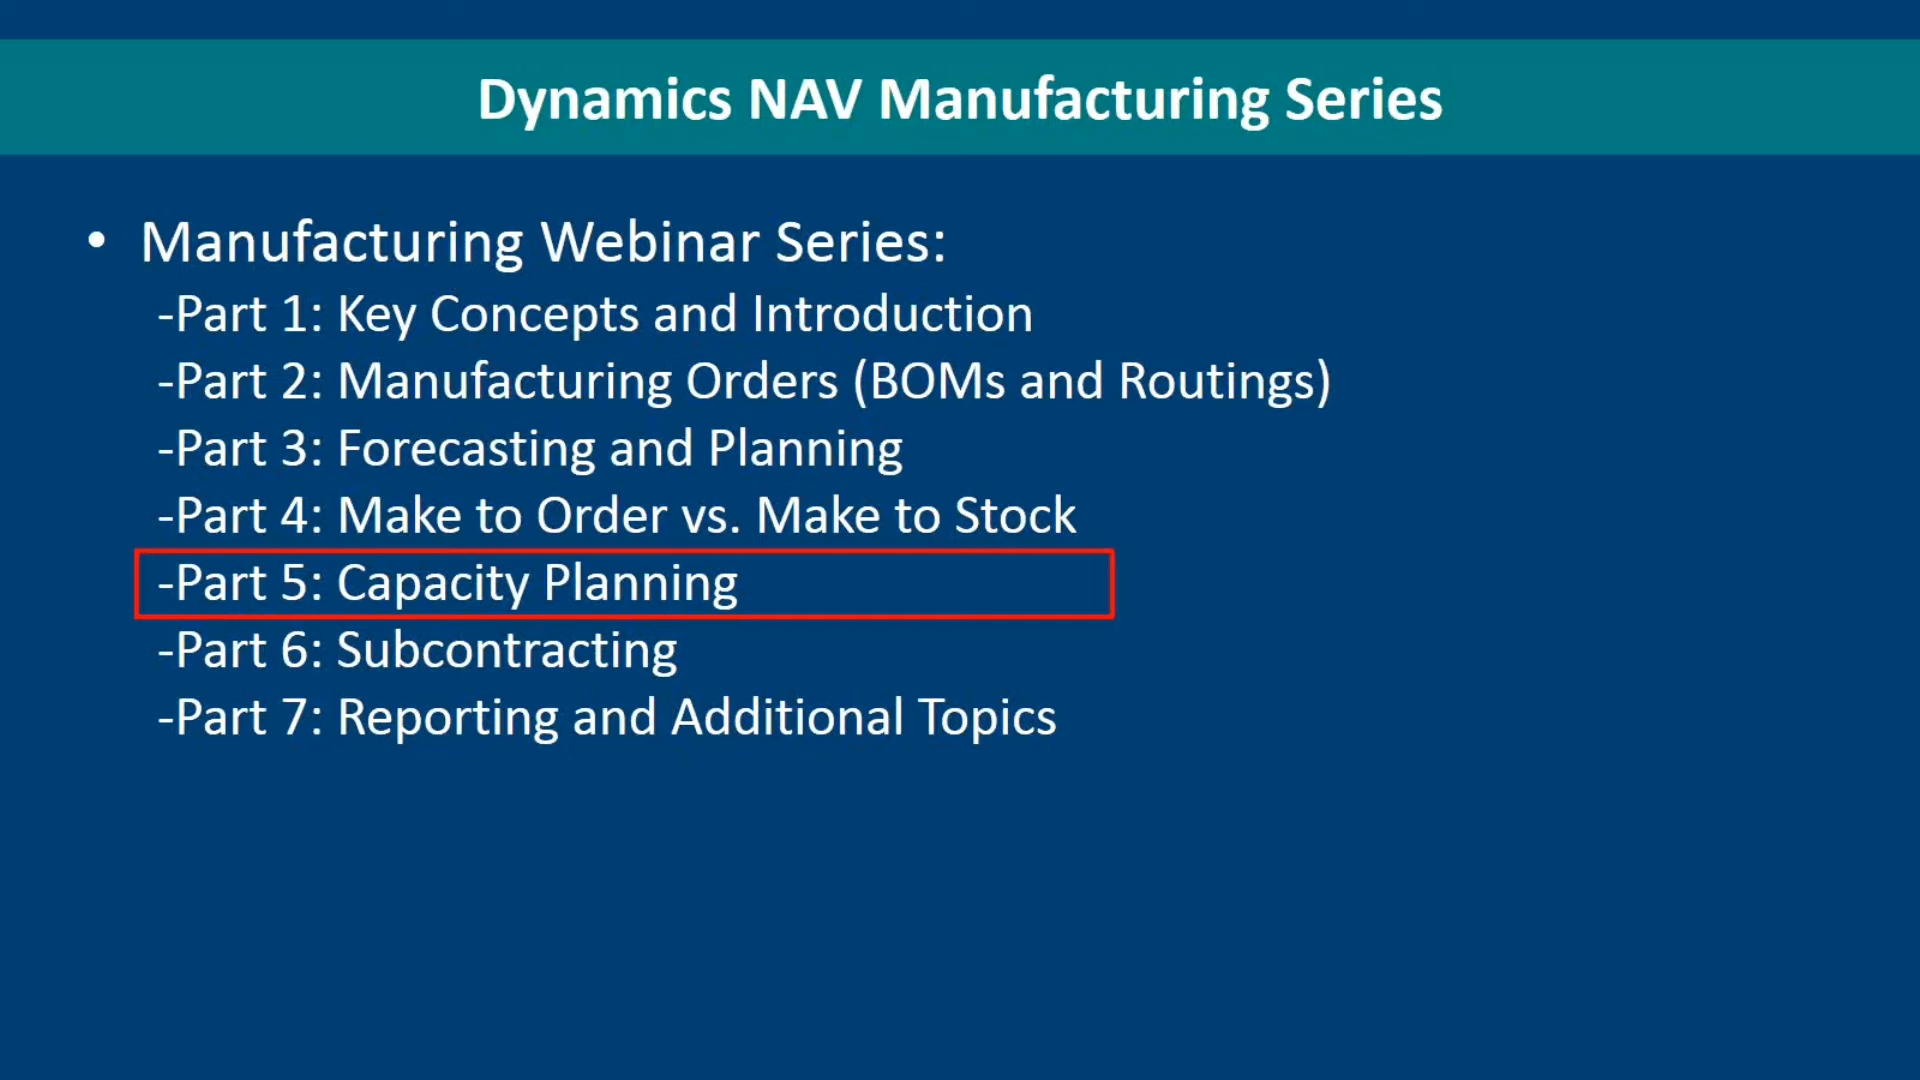 Dynamics NAV Manufacturing Series
• Manufacturing Webinar Series:
-Part 1: Key Concepts and Introduction
-Part 2: Manufacturing Orders (BOMs and Routings)
-Part 3: Forecasting and Planning
-Part 4: Make to Order vs. Make to Stock
-Part 5: Capacity Planning
-Part 6: Subcontracting
-Part 7: Reporting and Additional Topics